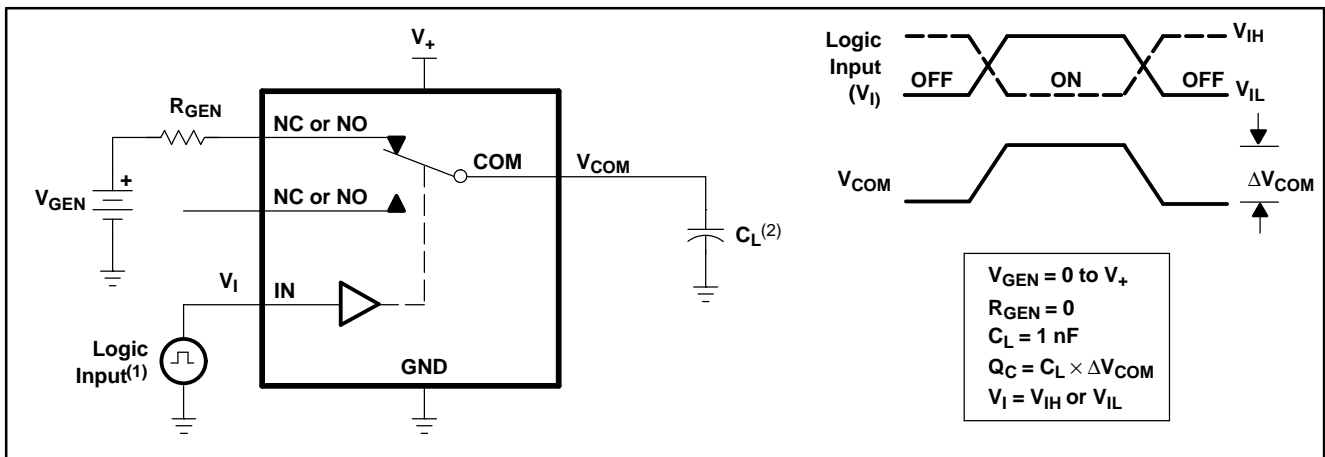 V+
RGEN
NC or NO
COM
VCOM
VGEN
+
NC or NO
CL(2)
VI
IN
Logic
Input(1)
GND
Logic
Input
(VI)
VIH
OFF
ON
OFF
VIL
VCOM
ΔVCOM
VGEN = 0 to V+
RGEN = 0
CL = 1 nF
QC = CL × ΔVCOM
VI = VIH or VIL